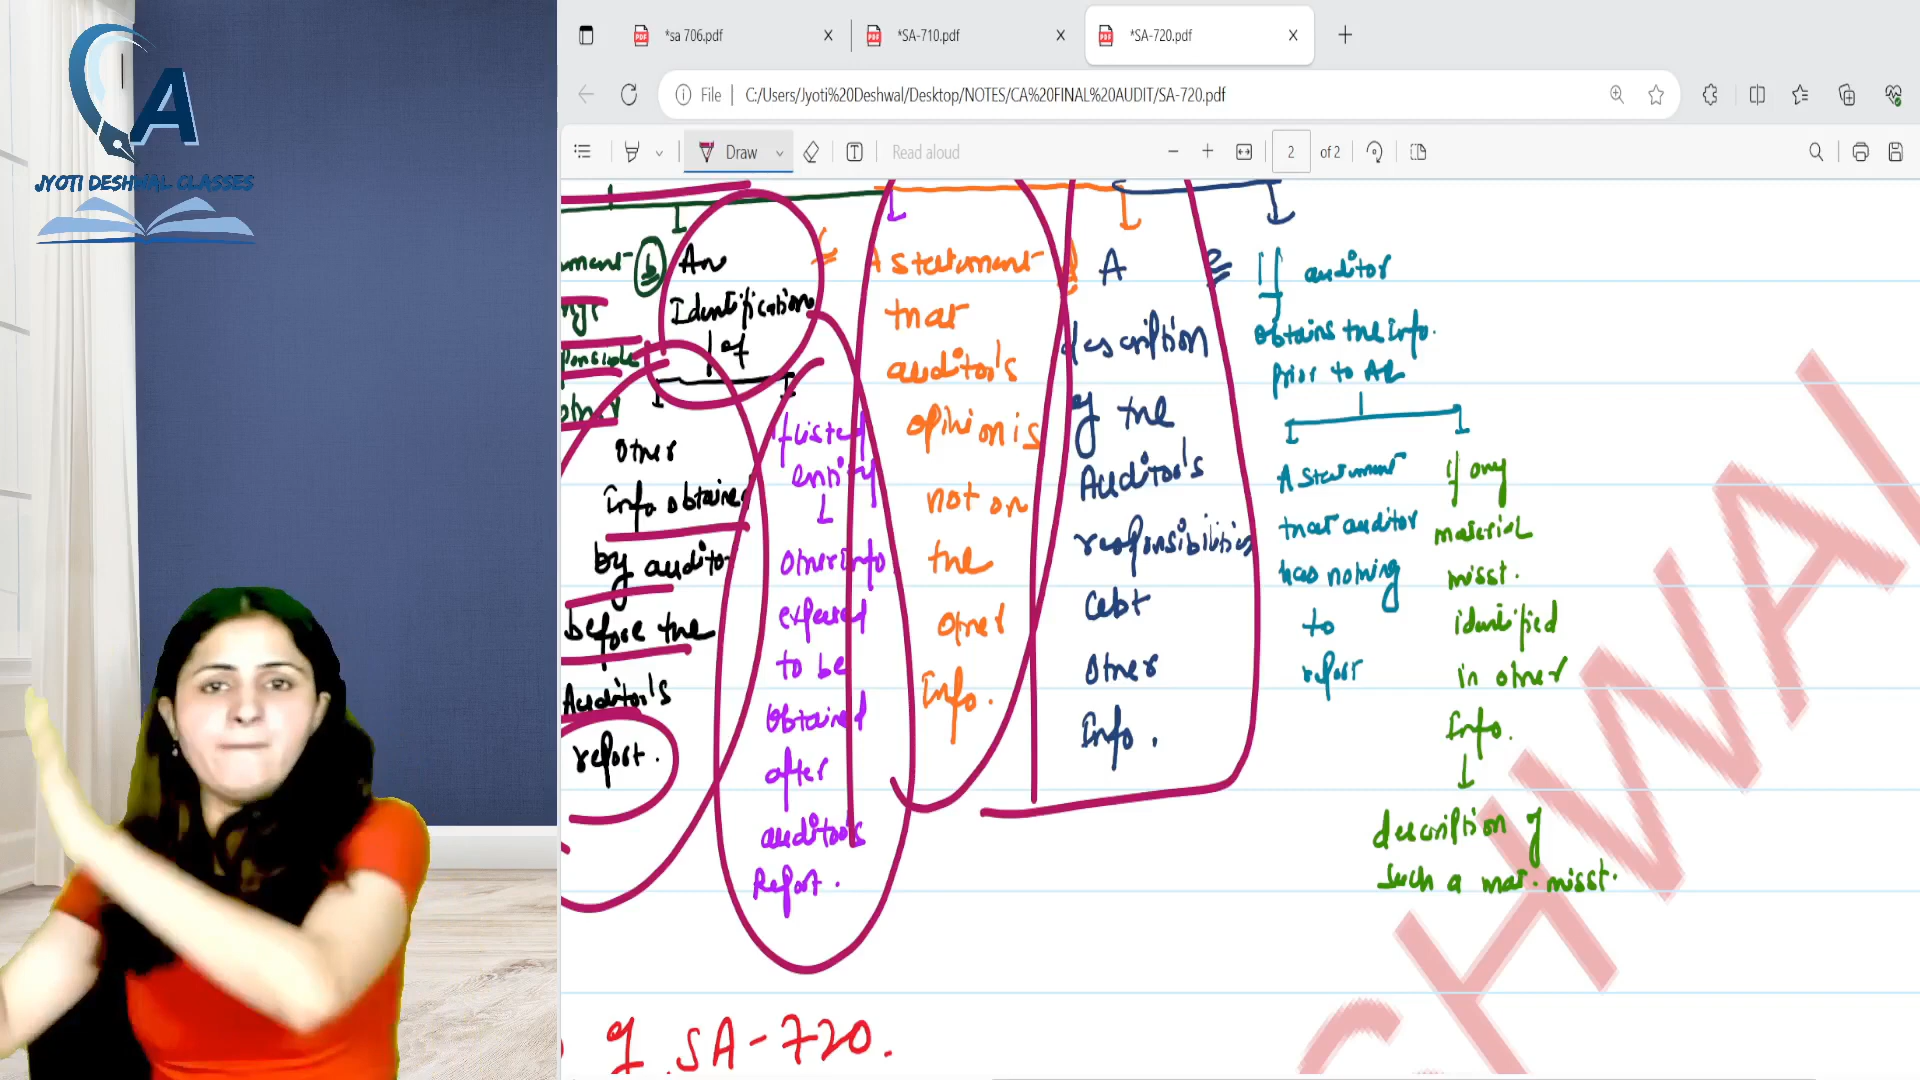 A
JYOTI DESHWAL CLASSES
*sa 706.pdf
*SA-710.pdf
*SA-720.pdf
File
C:/Users/Jyoti%20Deshwal/Desktop/NOTES/CA%20FINAL%20AUDIT/SA-720.pdf
Draw
Read aloud
2
of 2
b
An
Identification
of
other
Info obtained
by auditor
before the
Auditor's
report.
If listed
entity
other info
expected
to be
obtained
after
auditor's
Report.
A statement
that
auditor's
opinion is
not on
the
other
Info.
A
description
of the
Auditor's
responsibilities
other
Info.
If auditor
obtains the info.
prior to AR
A statement
that auditor
has nothing
to
report
if any
material
misst.
identified
in other
Info.
description of
such a mat. misst.
of SA-720.
HWAL